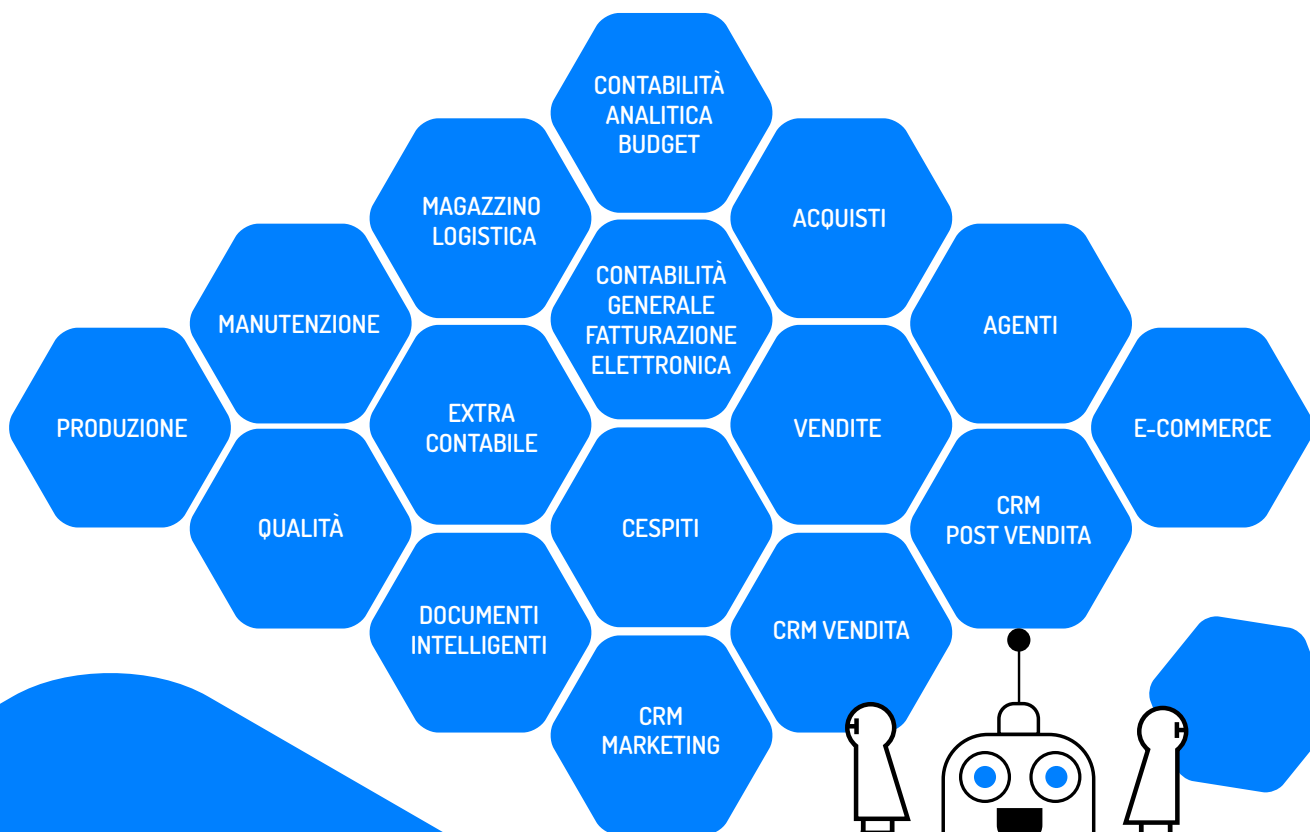 CONTABILITÀ
ANALITICA
BUDGET
MAGAZZINO
LOGISTICA
ACQUISTI
MANUTENZIONE
CONTABILITÀ
GENERALE
FATTURAZIONE
ELETTRONICA
AGENTI
PRODUZIONE
EXTRA
CONTABILE
VENDITE
E-COMMERCE
QUALITÀ
CESPITI
CRM
POST VENDITA
DOCUMENTI
INTELLIGENTI
CRM VENDITA
CRM
MARKETING